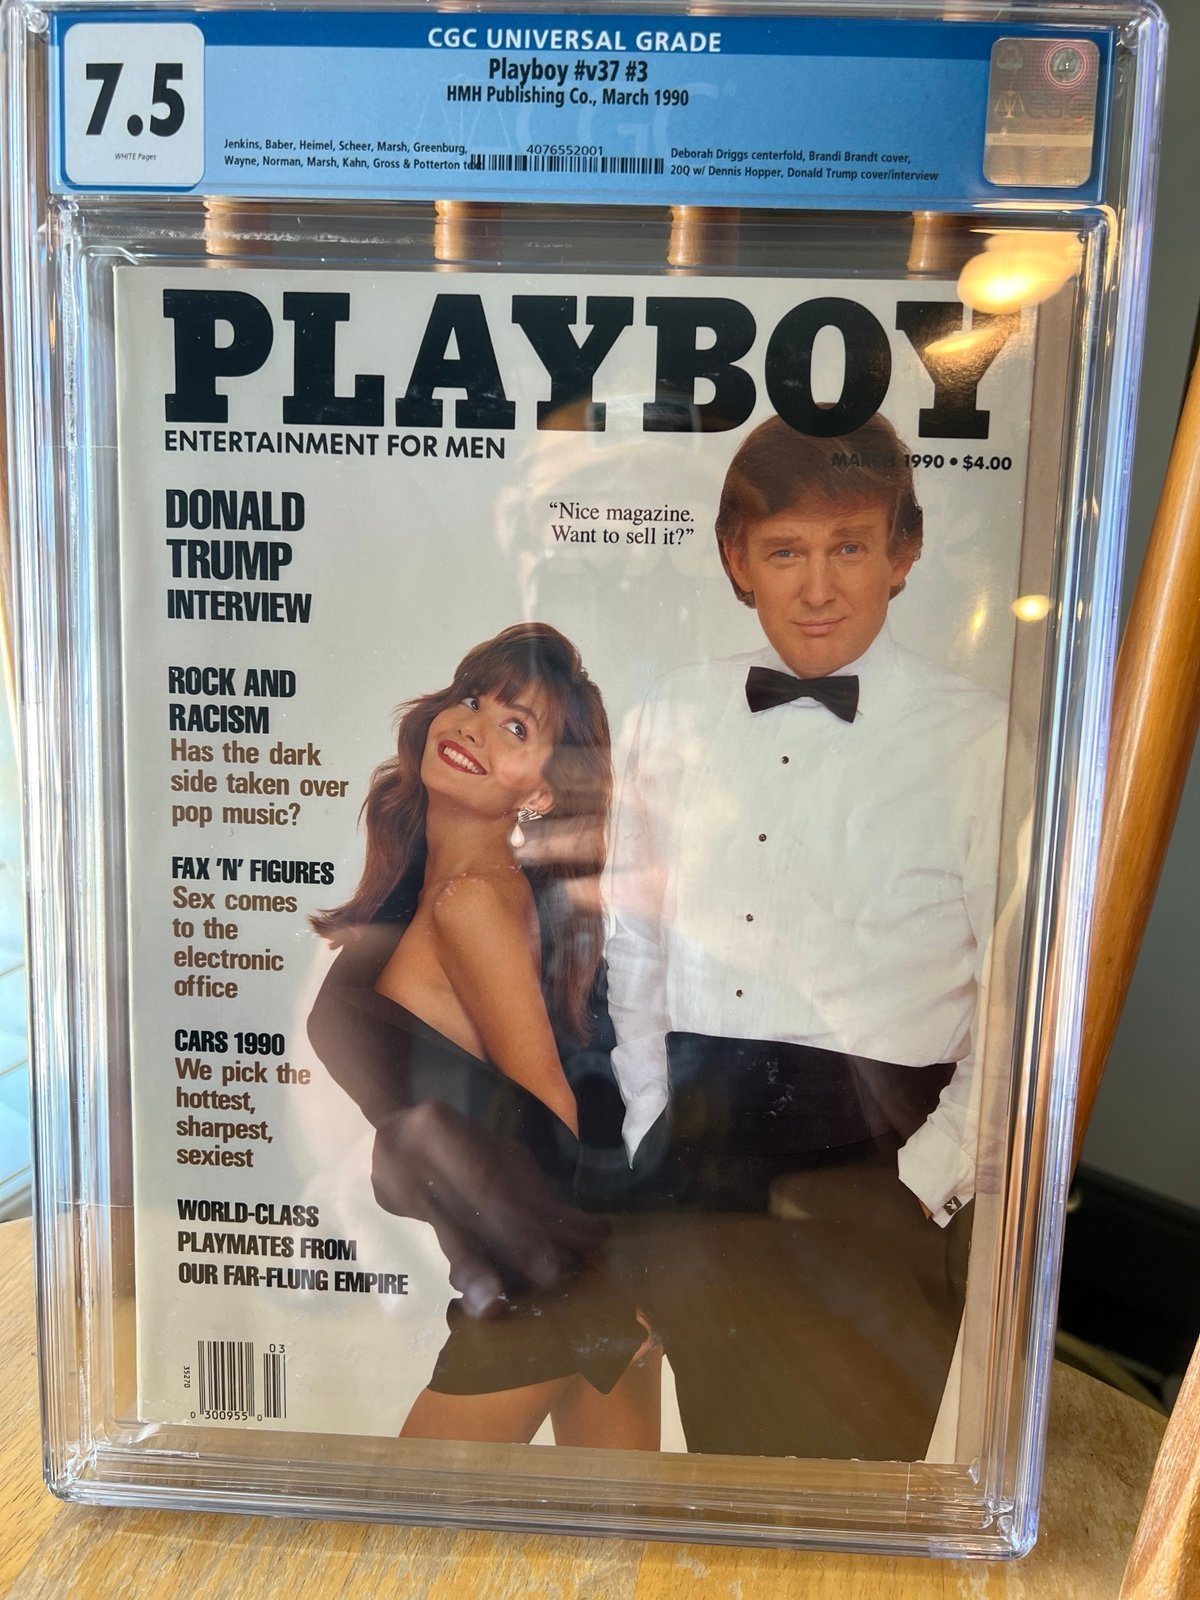 CGC UNIVERSAL GRADE
7.5
WHITE Pages
Playboy #v37 #3
HMH Publishing Co., March 1990
Jenkins, Baber, Heimel, Scheer, Marsh, Greenburg,
Wayne, Norman, Marsh, Kahn, Gross & Potterton text
4076552001
Deborah Driggs centerfold, Brandi Brandt cover,
20Q w/ Dennis Hopper, Donald Trump cover/interview
CGC
PLAYBOY
ENTERTAINMENT FOR MEN
MARCH 1990 • $4.00
"Nice magazine.
Want to sell it?"
DONALD
TRUMP
INTERVIEW
ROCK AND
RACISM
Has the dark
side taken over
pop music?
FAX 'N' FIGURES
Sex comes
to the
electronic
office
CARS 1990
We pick the
hottest,
sharpest,
sexiest
WORLD-CLASS
PLAYMATES FROM
OUR FAR-FLUNG EMPIRE
03
35270
0 300955 0